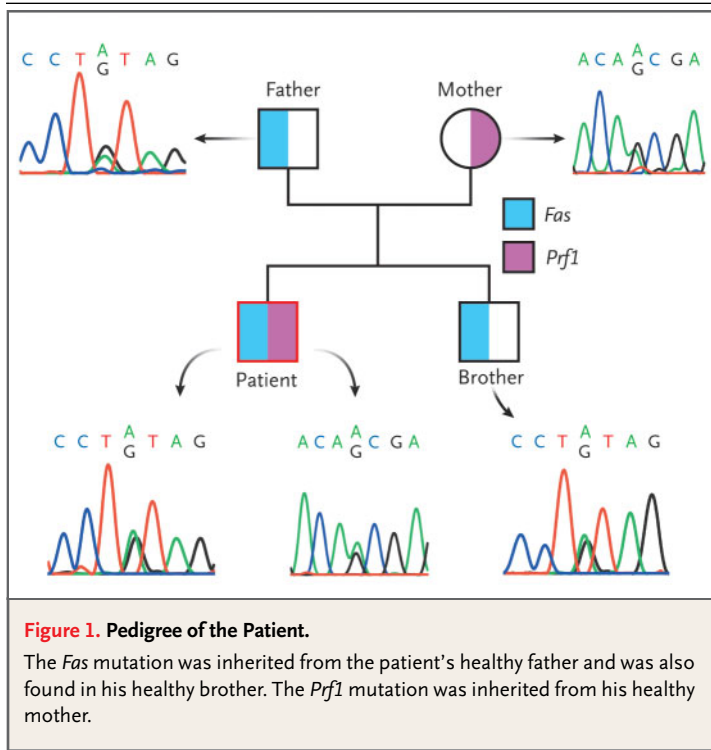 C C T A/G T A G
Father
Mother
A C A A/G C G A
Fas
Prf1
Patient
Brother
C C T A/G T A G
A C A A/G C G A
C C T A/G T A G
Figure 1. Pedigree of the Patient.
The Fas mutation was inherited from the patient's healthy father and was also
found in his healthy brother. The Prf1 mutation was inherited from his healthy
mother.